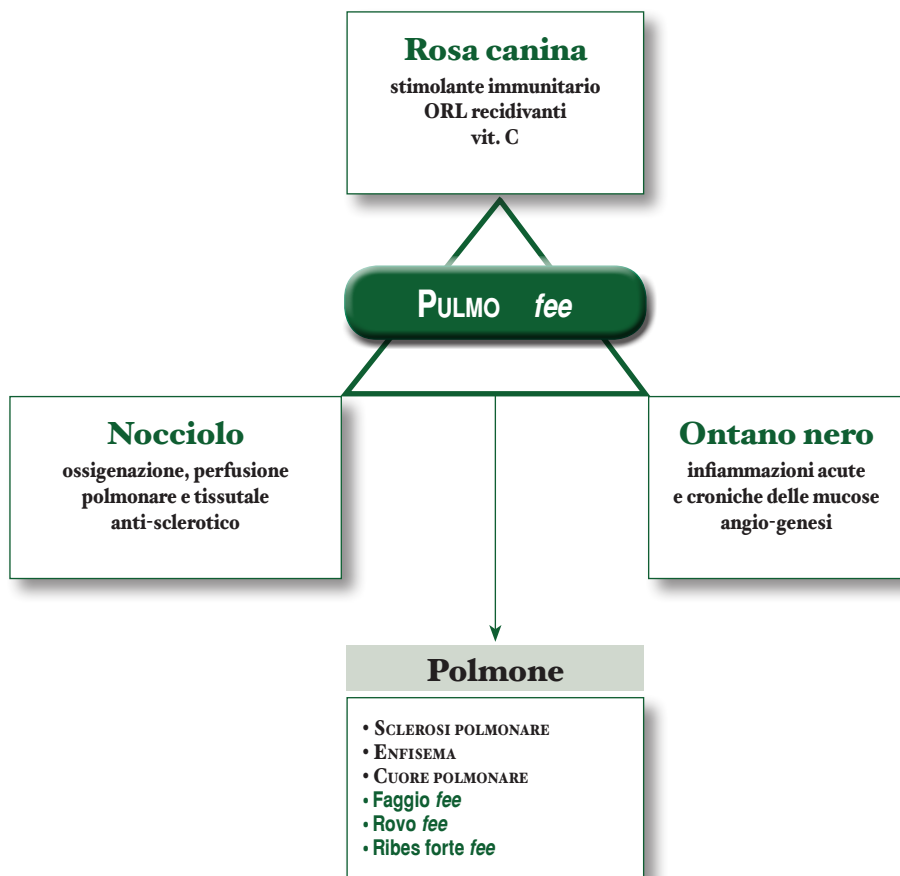 Rosa canina
stimolante immunitario
ORL recidivanti
vit. C
PULMO fee
Nocciolo
ossigenazione, perfusione
polmonare e tissutale
anti-sclerotico
Ontano nero
infiammazioni acute
e croniche delle mucose
angio-genesi
Polmone
• SCLEROSI POLMONARE
• ENFISEMA
• CUORE POLMONARE
• Faggio fee
• Rovo fee
• Ribes forte fee